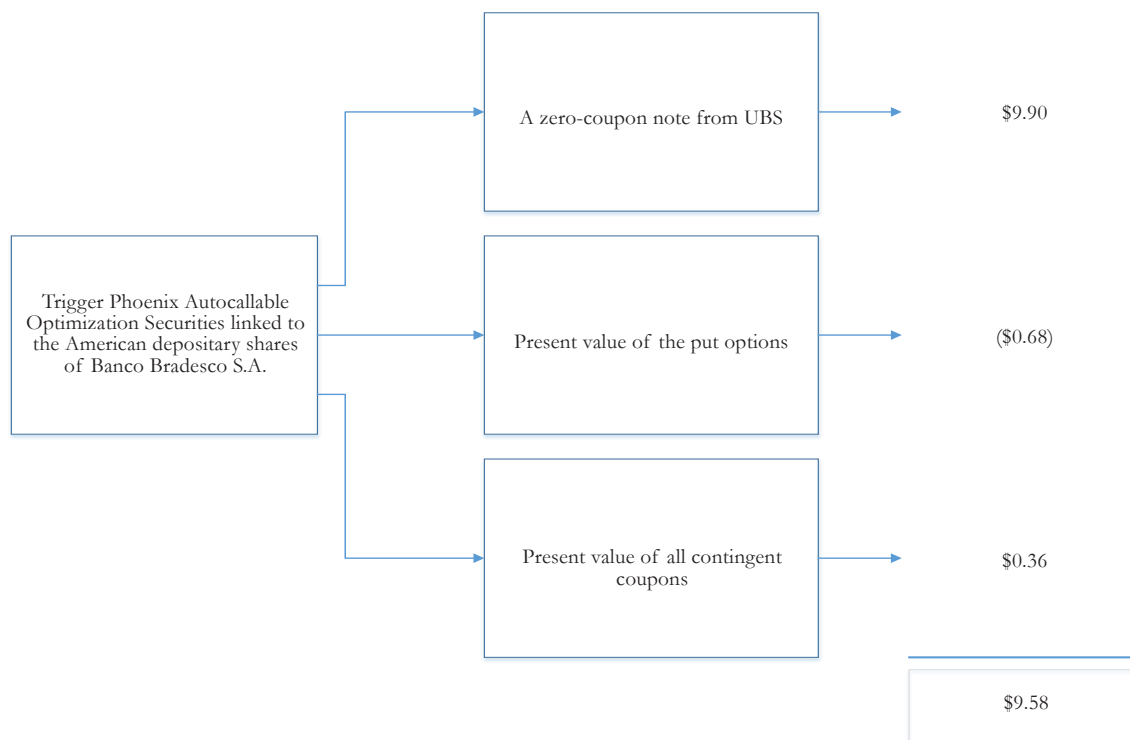 A zero-coupon note from UBS
$9.90
Trigger Phoenix Autocallable
Optimization Securities linked to
the American depositary shares
of Banco Bradesco S.A.
Present value of the put options
($0.68)
Present value of all contingent
coupons
$0.36
$9.58